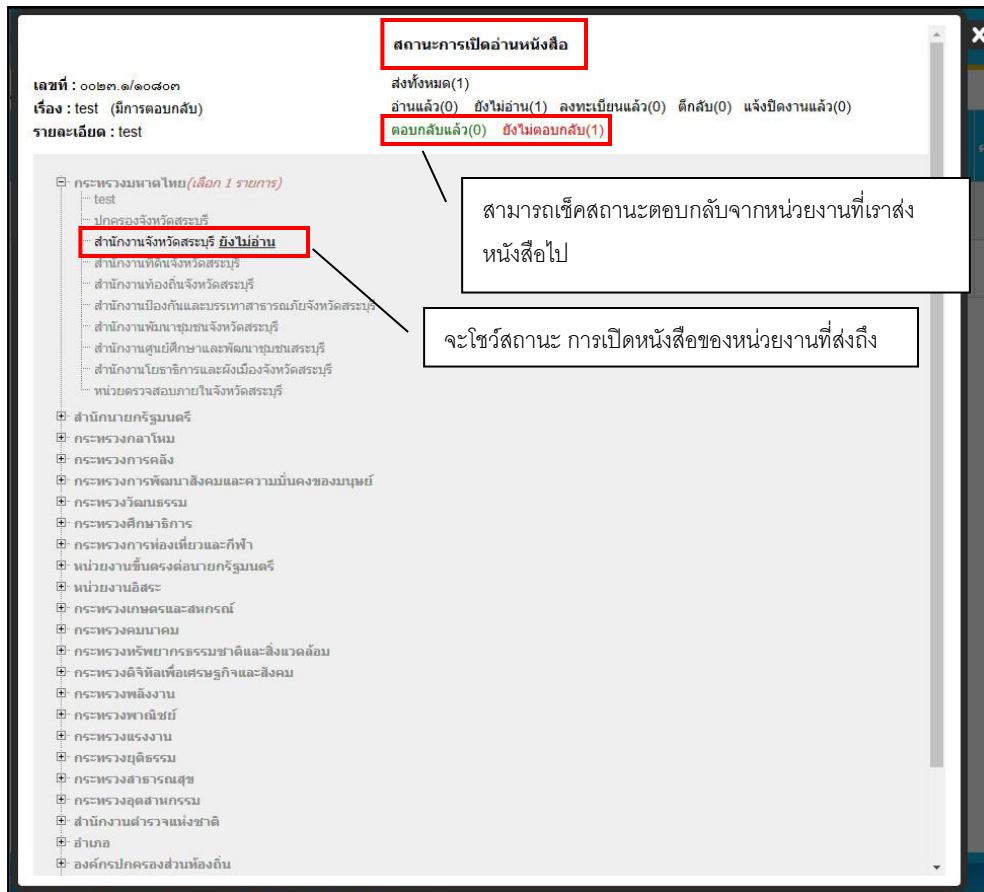 สถานะการเปิดอ่านหนังสือ
เลขที่ : ๐๐๒๓.๑/๑๐๘๐๓
ส่งทั้งหมด(1)
เรื่อง : test (มีการตอบกลับ)
อ่านแล้ว(0) ยังไม่อ่าน(1) ลงทะเบียนแล้ว(0) ตีกลับ(0) แจ้งปิดงานแล้ว(0)
รายละเอียด : test
ตอบกลับแล้ว(0) ยังไม่ตอบกลับ(1)
กระทรวงมหาดไทย(เลือก 1 รายการ)
test
ปกครองจังหวัดสระบุรี
สำนักงานจังหวัดสระบุรี ยังไม่อ่าน
สำนักงานที่ดินจังหวัดสระบุรี
สำนักงานท้องถิ่นจังหวัดสระบุรี
สำนักงานป้องกันและบรรเทาสาธารณภัยจังหวัดสระบุรี
สำนักงานพัฒนาชุมชนจังหวัดสระบุรี
สำนักงานศูนย์ศึกษาและพัฒนาชุมชนสระบุรี
สำนักงานโยธาธิการและผังเมืองจังหวัดสระบุรี
หน่วยตรวจสอบภายในจังหวัดสระบุรี
สามารถเช็คสถานะตอบกลับจากหน่วยงานที่เราส่ง
หนังสือไป
จะโชว์สถานะ การเปิดหนังสือของหน่วยงานที่ส่งถึง
สำนักนายกรัฐมนตรี
กระทรวงกลาโหม
กระทรวงการคลัง
กระทรวงการพัฒนาสังคมและความมั่นคงของมนุษย์
กระทรวงวัฒนธรรม
กระทรวงศึกษาธิการ
กระทรวงการท่องเที่ยวและกีฬา
หน่วยงานขึ้นตรงต่อนายกรัฐมนตรี
หน่วยงานอิสระ
กระทรวงเกษตรและสหกรณ์
กระทรวงคมนาคม
กระทรวงทรัพยากรธรรมชาติและสิ่งแวดล้อม
กระทรวงดิจิทัลเพื่อเศรษฐกิจและสังคม
กระทรวงพลังงาน
กระทรวงพาณิชย์
กระทรวงแรงงาน
กระทรวงยุติธรรม
กระทรวงสาธารณสุข
กระทรวงอุตสาหกรรม
สำนักงานตำรวจแห่งชาติ
อำเภอ
องค์กรปกครองส่วนท้องถิ่น